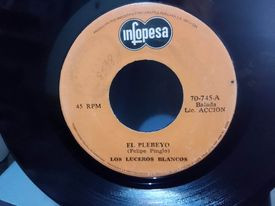 infopesa
45 RPM
70-745-A
Balada
Lic. ACCION
EL PLEBEYO
(Felipe Pinglo)
LOS LUCEROS BLANCOS